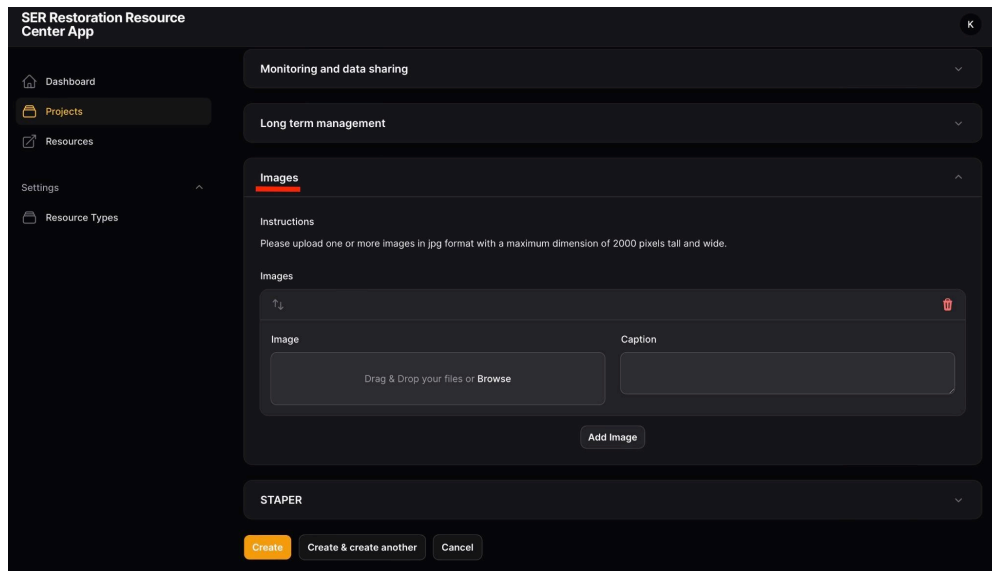 SER Restoration Resource
Center App
K
Dashboard
Projects
Resources
Settings
Resource Types
Monitoring and data sharing
Long term management
Images
Instructions
Please upload one or more images in jpg format with a maximum dimension of 2000 pixels tall and wide.
Images
Image
Caption
Drag & Drop your files or Browse
Add Image
STAPER
Create
Create & create another
Cancel